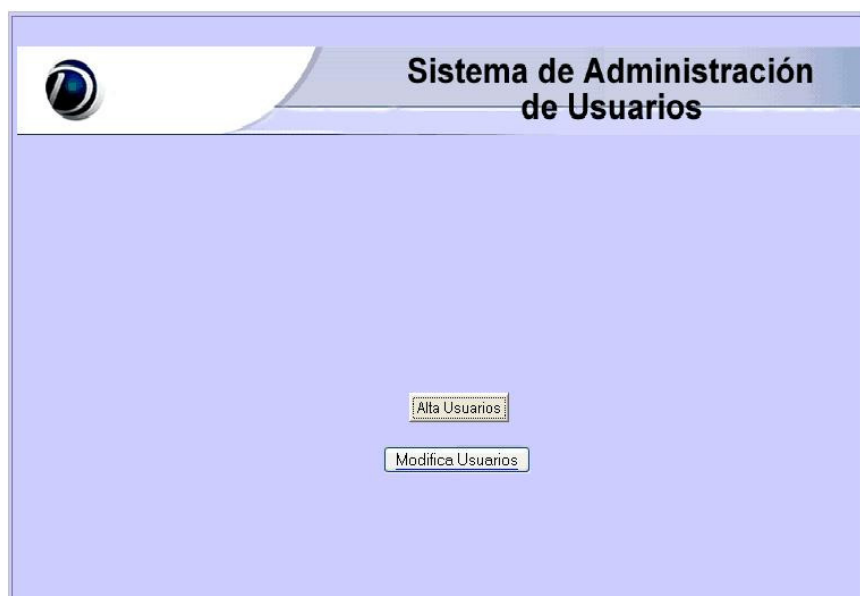 Sistema de Administración
de Usuarios
Alta Usuarios
Modifica Usuarios